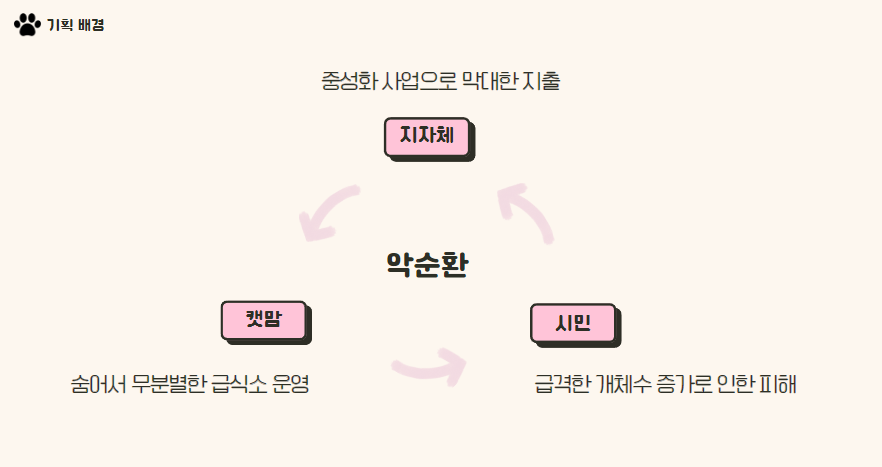 기획 배경
중성화 사업으로 막대한 지출
지자체
악순환
캣맘
시민
숨어서 무분별한 급식소 운영
급격한 개체수 증가로 인한 피해